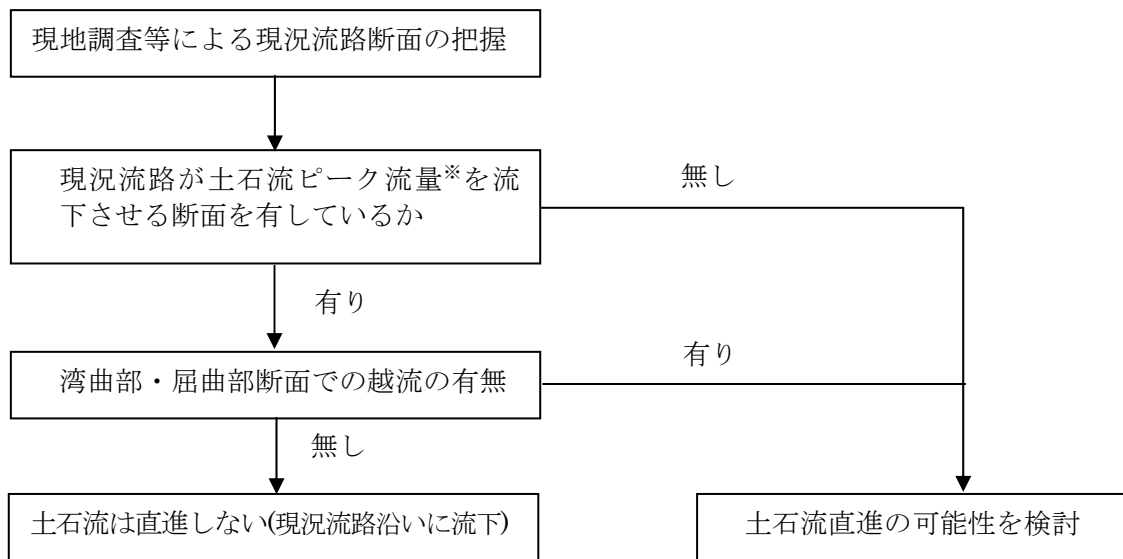 現地調査等による現況流路断面の把握
現況流路が土石流ピーク流量※を流
下させる断面を有しているか
無し
有り
湾曲部・屈曲部断面での越流の有無
有り
無し
土石流は直進しない(現況流路沿いに流下)
土石流直進の可能性を検討